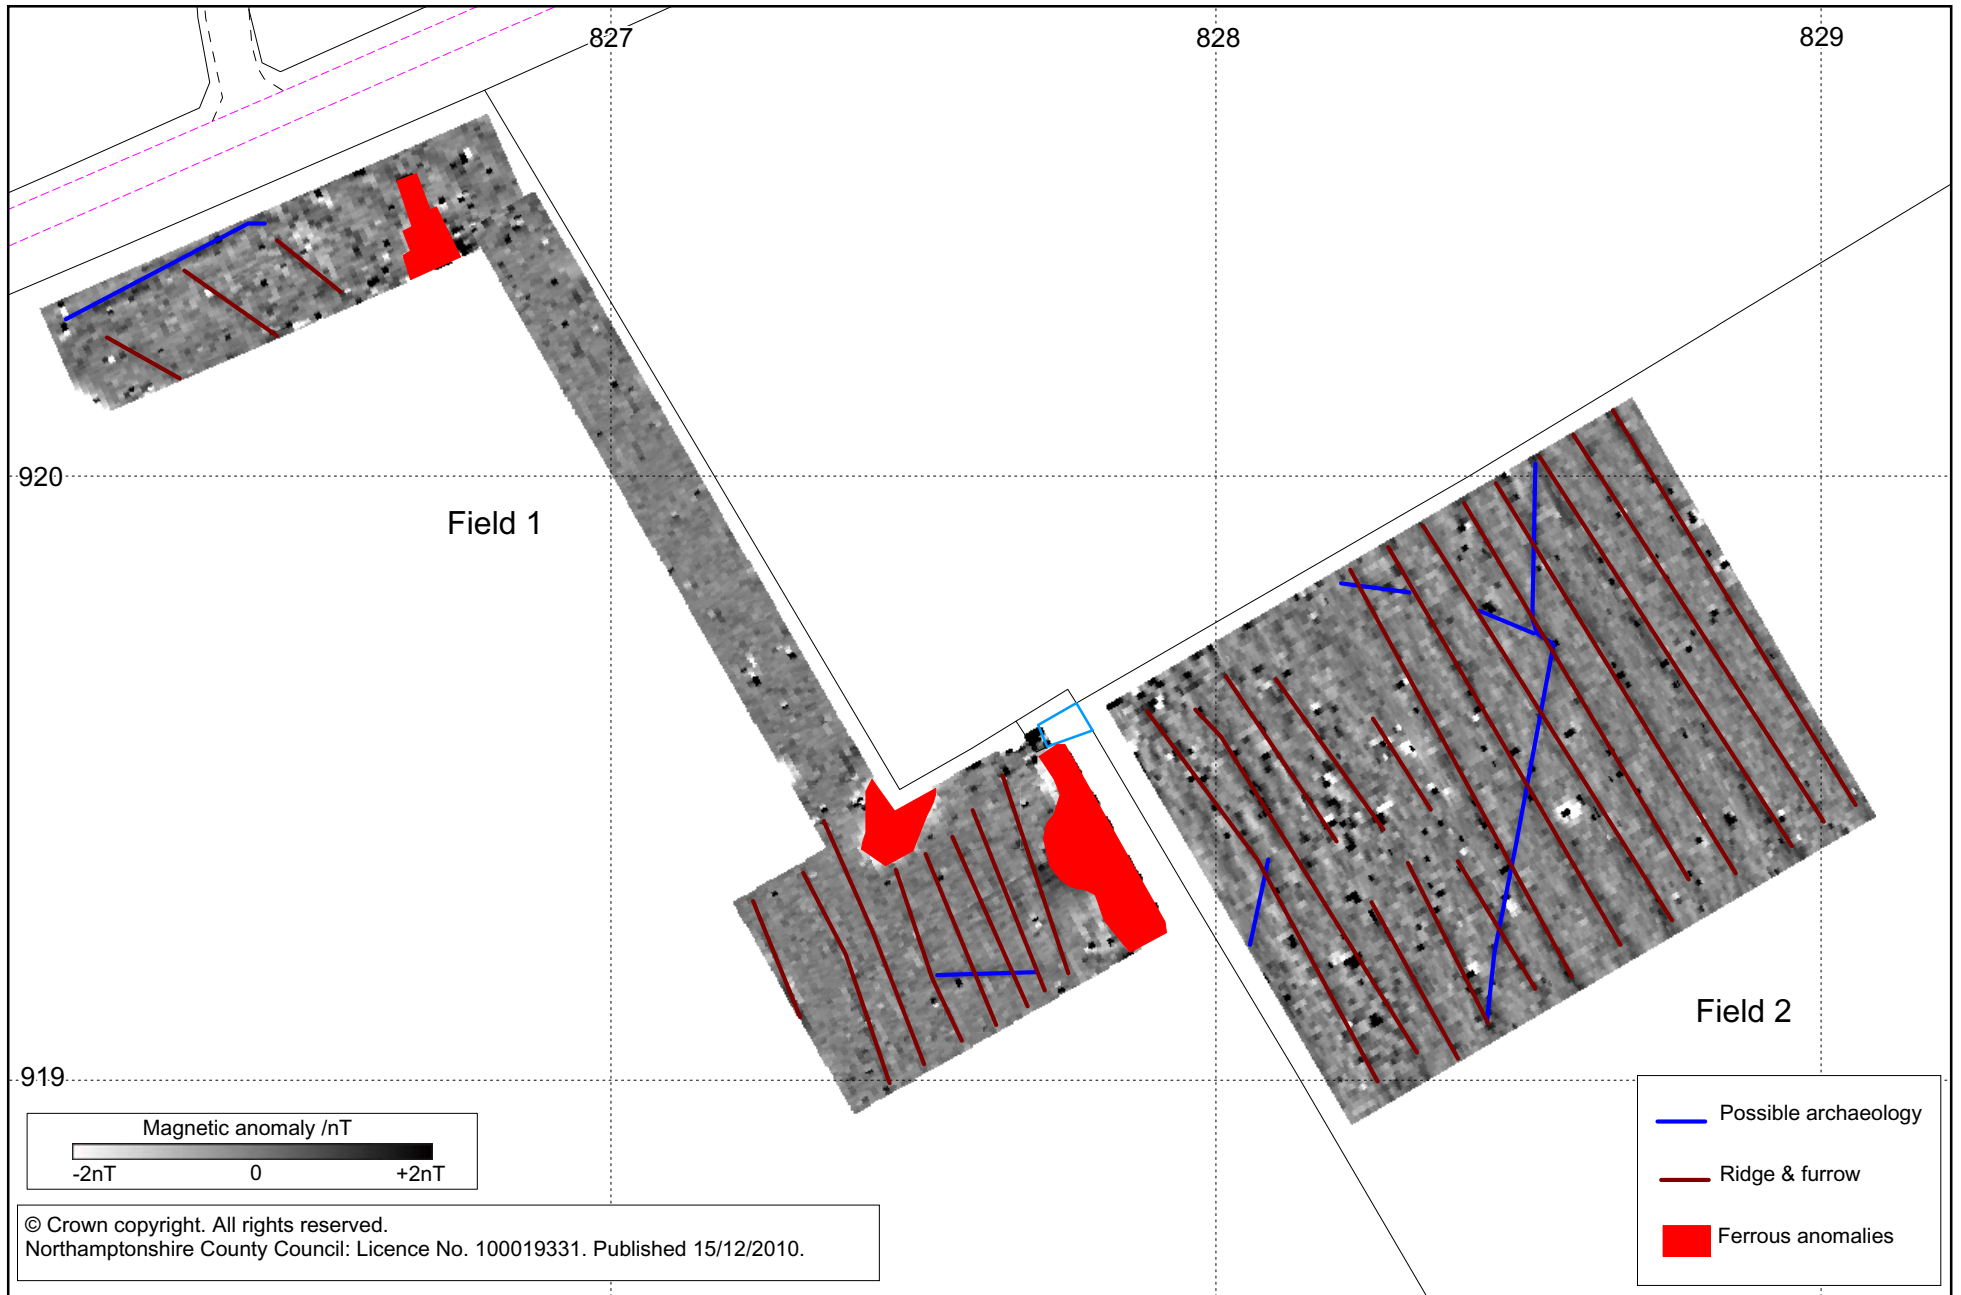 827
828
829
920
Field 1
Field 2
919
Magnetic anomaly /nT
-2nT 0 +2nT
© Crown copyright. All rights reserved.
Northamptonshire County Council: Licence No. 100019331. Published 15/12/2010.
Possible archaeology
Ridge & furrow
Ferrous anomalies